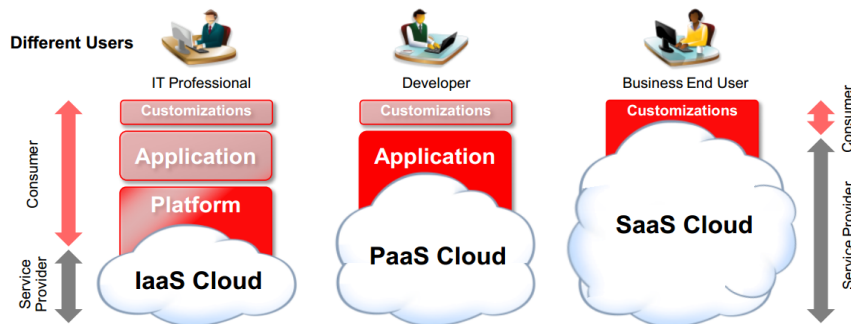 Different Users
IT Professional
Developer
Business End User
Customizations
Customizations
Customizations
Application
Application
Platform
IaaS Cloud
PaaS Cloud
SaaS Cloud
Consumer
Service
Provider
Consumer
Service Provider